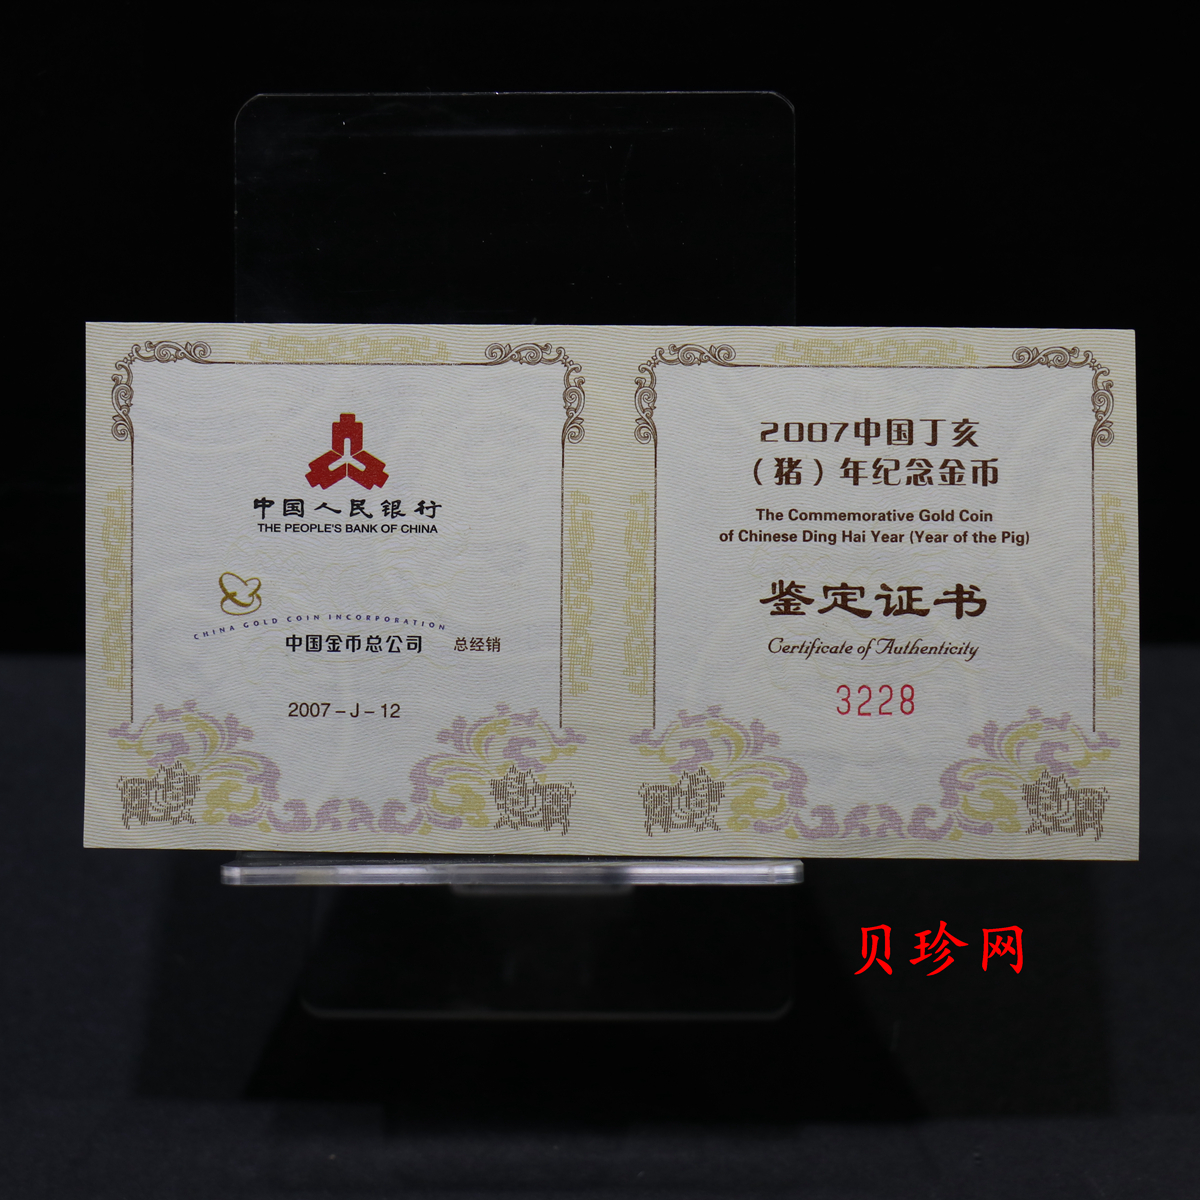 中国人民银行
THE PEOPLE'S BANK OF CHINA
CHINA GOLD COIN INCORPORATION
中国金币总公司 总经销
2007-J-12
2007中国丁亥
（猪）年纪念金币
The Commemorative Gold Coin
of Chinese Ding Hai Year (Year of the Pig)
鉴定证书
Certificate of Authenticity
3228
贝珍网